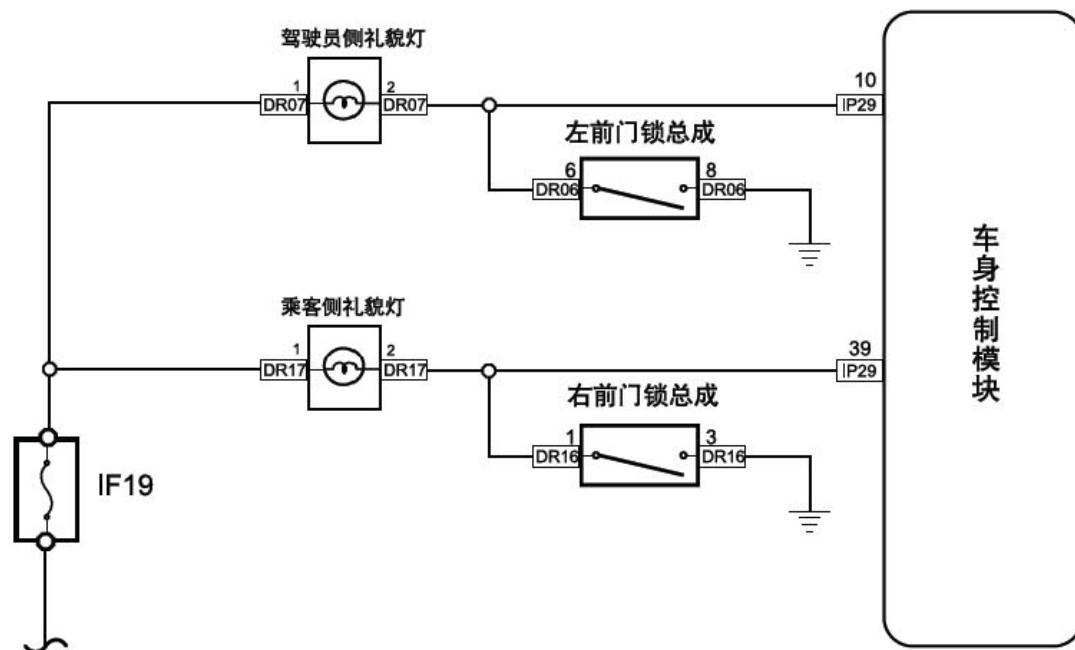 驾驶员侧礼貌灯
1
DR07
2
DR07
10
IP29
左前门锁总成
6
DR06
8
DR06
乘客侧礼貌灯
1
DR17
2
DR17
39
IP29
右前门锁总成
1
DR16
3
DR16
IF19
车身控制模块